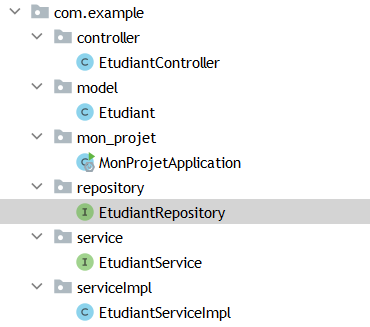 com.example
controller
EtudiantController
model
Etudiant
mon_projet
MonProjetApplication
repository
EtudiantRepository
service
EtudiantService
serviceImpl
EtudiantServiceImpl